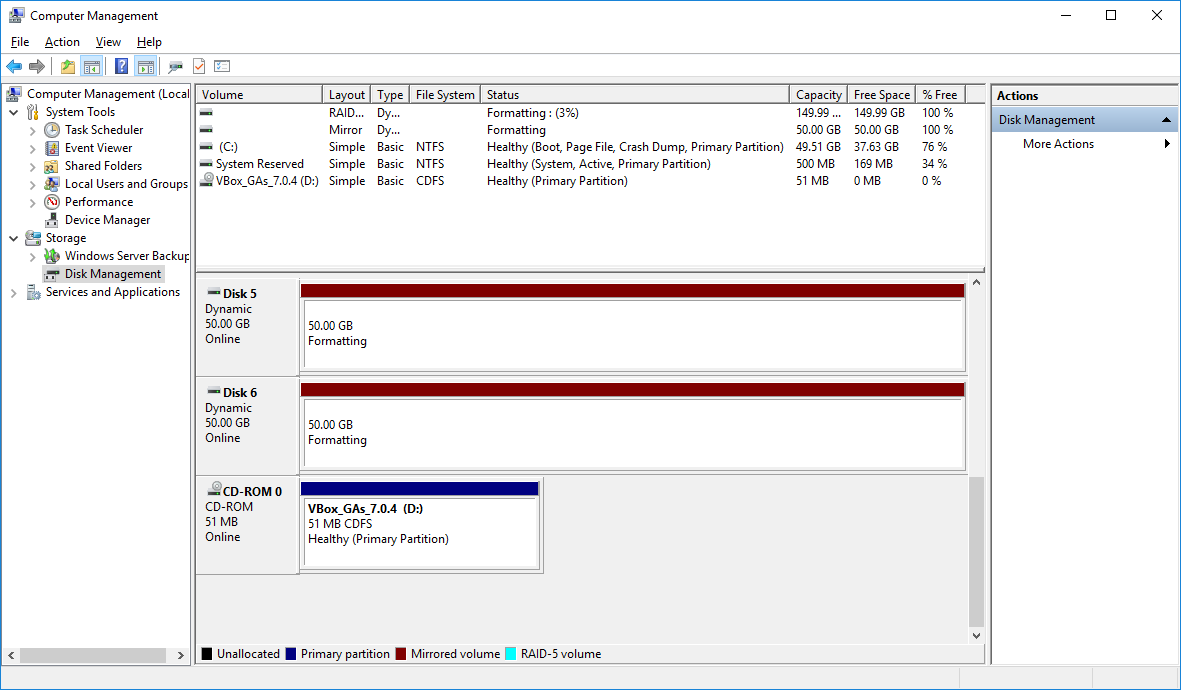 Computer Management
File Action View Help
Computer Management (Local
System Tools
Task Scheduler
Event Viewer
Shared Folders
Local Users and Groups
Performance
Device Manager
Storage
Windows Server Backup
Disk Management
Services and Applications
Volume Layout Type File System Status Capacity Free Space % Free
RAID... Dy... Formatting : (3%) 149.99 ... 149.99 GB 100 %
Mirror Dy... Formatting 50.00 GB 50.00 GB 100 %
(C:) Simple Basic NTFS Healthy (Boot, Page File, Crash Dump, Primary Partition) 49.51 GB 37.63 GB 76 %
System Reserved Simple Basic NTFS Healthy (System, Active, Primary Partition) 500 MB 169 MB 34 %
VBox_GAs_7.0.4 (D:) Simple Basic CDFS Healthy (Primary Partition) 51 MB 0 MB 0 %
Disk 5
Dynamic
50.00 GB
Online
50.00 GB
Formatting
Disk 6
Dynamic
50.00 GB
Online
50.00 GB
Formatting
CD-ROM 0
CD-ROM
51 MB
Online
VBox_GAs_7.0.4 (D:)
51 MB CDFS
Healthy (Primary Partition)
Unallocated Primary partition Mirrored volume RAID-5 volume
Actions
Disk Management
More Actions